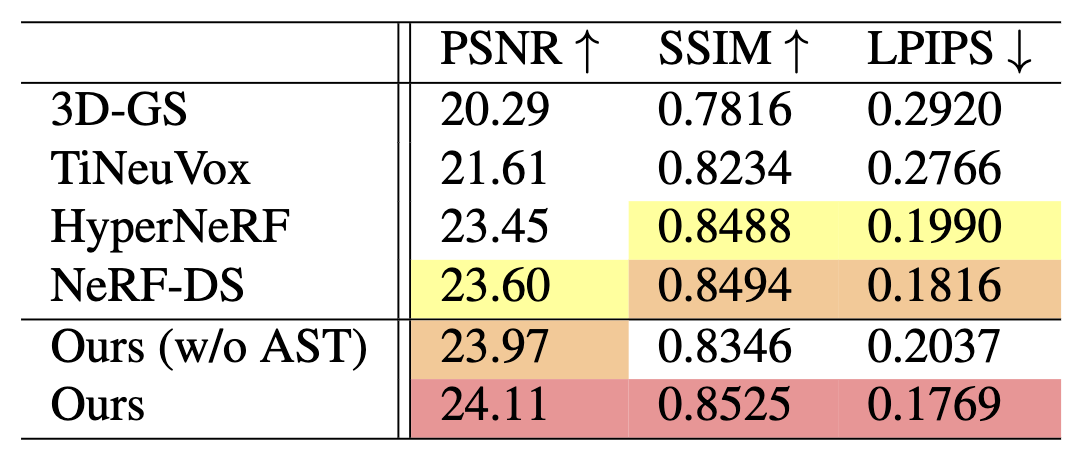 PSNR ↑ SSIM ↑ LPIPS ↓
3D-GS 20.29 0.7816 0.2920
TiNeuVox 21.61 0.8234 0.2766
HyperNeRF 23.45 0.8488 0.1990
NeRF-DS 23.60 0.8494 0.1816
Ours (w/o AST) 23.97 0.8346 0.2037
Ours 24.11 0.8525 0.1769